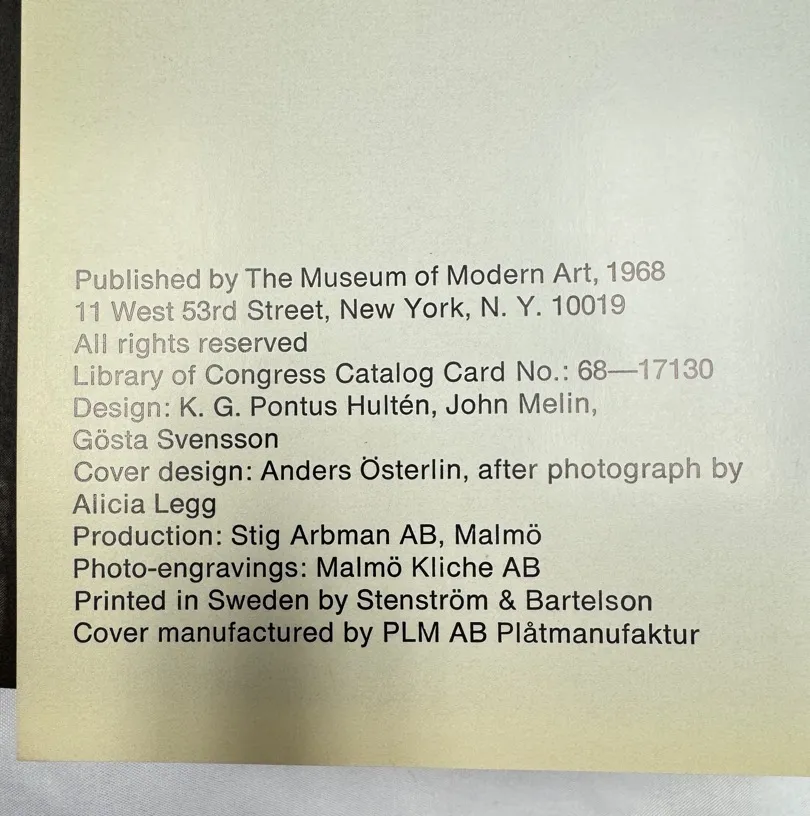 Published by The Museum of Modern Art, 1968
11 West 53rd Street, New York, N. Y. 10019
All rights reserved
Library of Congress Catalog Card No.: 68—17130
Design: K. G. Pontus Hultén, John Melin,
Gösta Svensson
Cover design: Anders Österlin, after photograph by
Alicia Legg
Production: Stig Arbman AB, Malmö
Photo-engravings: Malmö Kliche AB
Printed in Sweden by Stenström & Bartelson
Cover manufactured by PLM AB Plåtmanufaktur